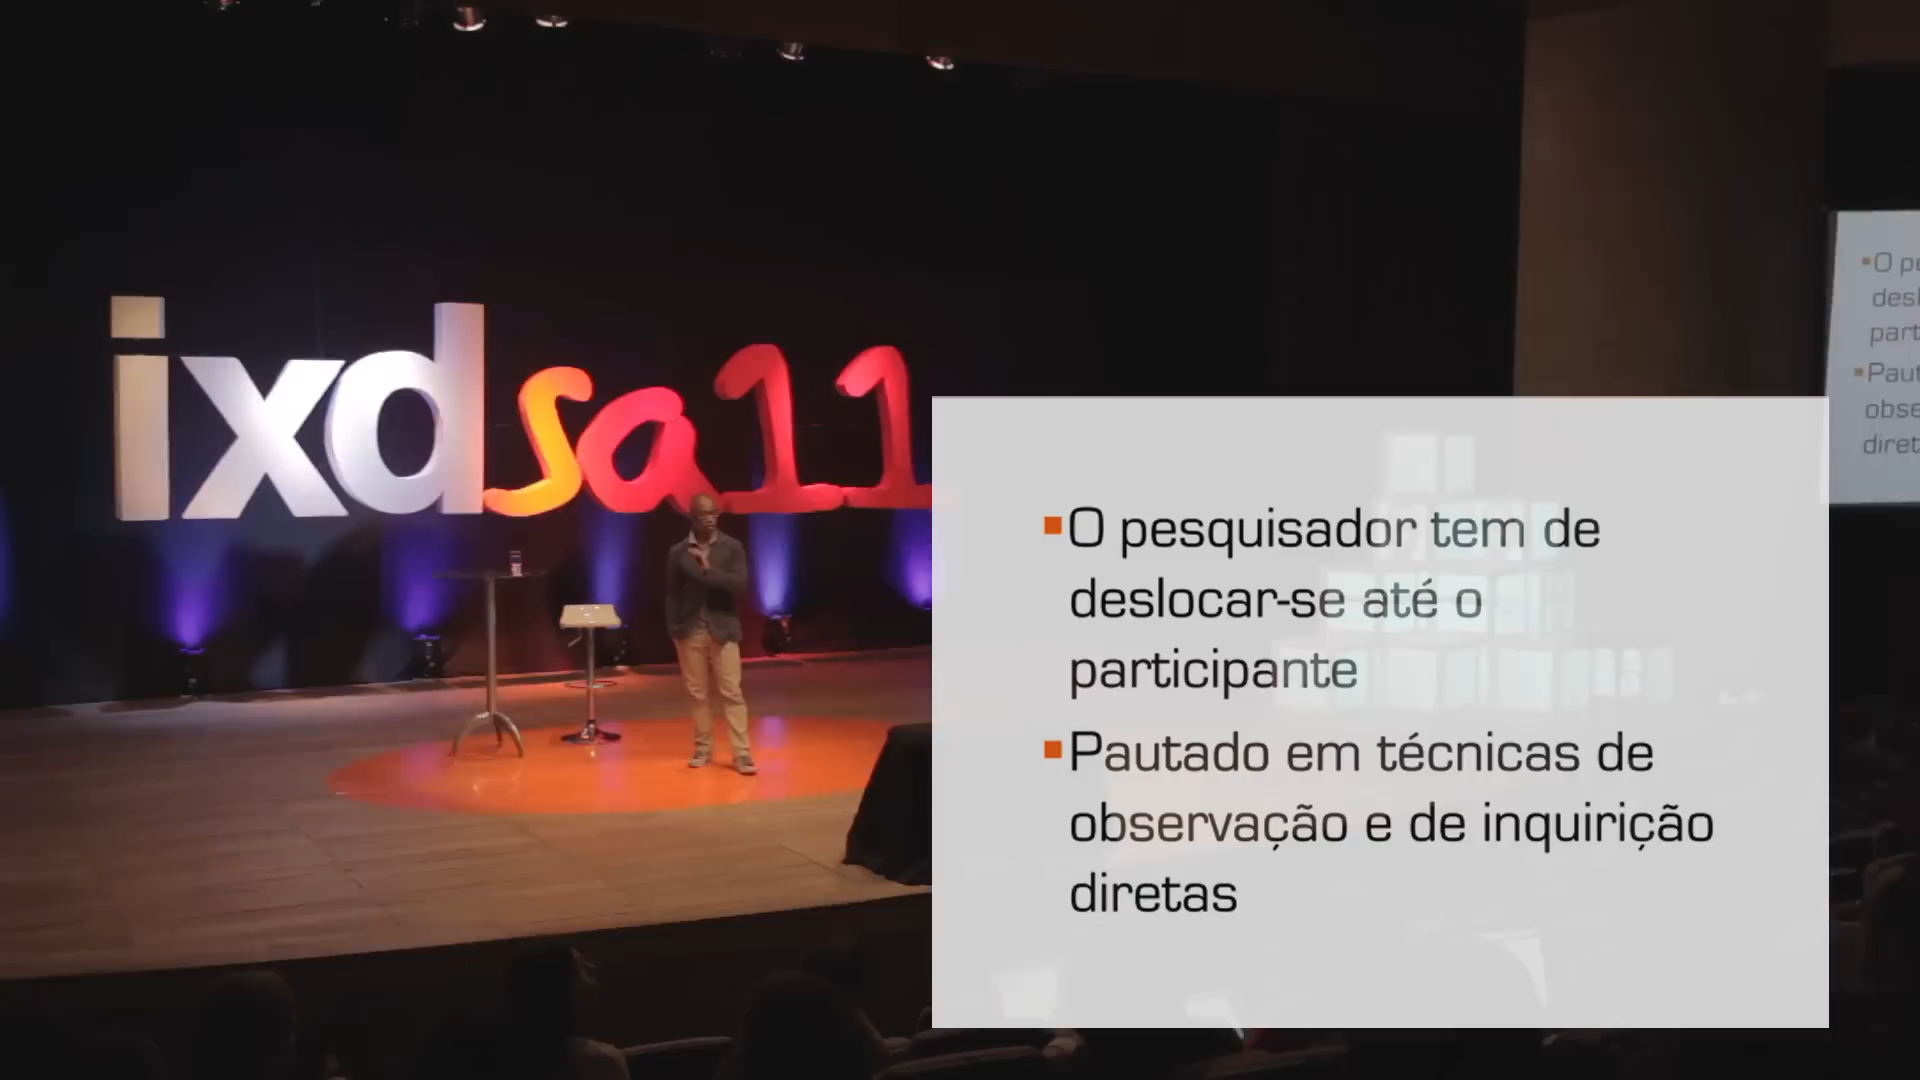 ixdsa11
O pesquisador tem de
deslocar-se até o
participante
Pautado em técnicas de
observação e de inquirição
diretas